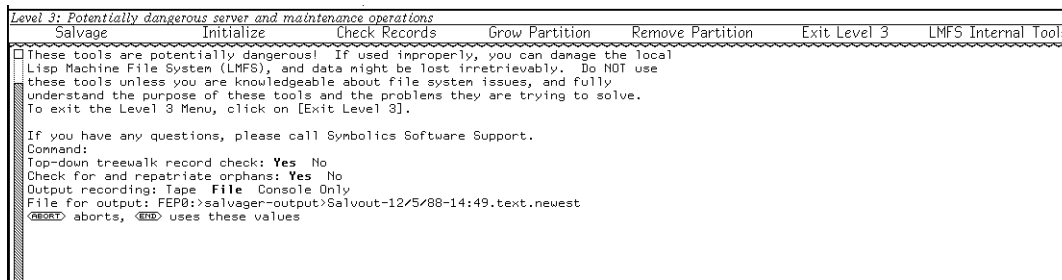 Level 3: Potentially dangerous server and maintenance operations
Salvage Initialize Check Records Grow Partition Remove Partition Exit Level 3 LMFS Internal Tool
These tools are potentially dangerous! If used improperly, you can damage the local
Lisp Machine File System (LMFS), and data might be lost irretrievably. Do NOT use
these tools unless you are knowledgeable about file system issues, and fully
understand the purpose of these tools and the problems they are trying to solve.
To exit the Level 3 Menu, click on [Exit Level 3].
If you have any questions, please call Symbolics Software Support.
Command:
Top-down treewalk record check: Yes No
Check for and repatriate orphans: Yes No
Output recording: Tape File Console Only
File for output: FEP0:>salvager-output>Salvout-12/5/88-14:49.text.newest
ABORT aborts, END uses these values